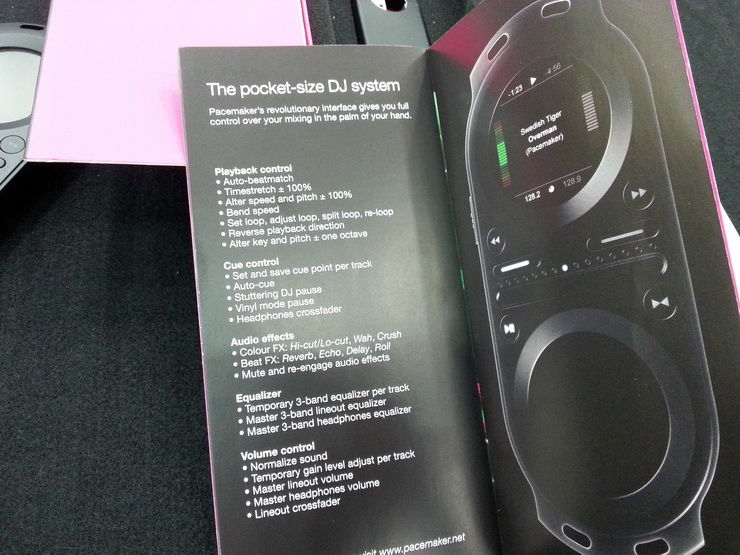 The pocket-size DJ system
Pacemaker's revolutionary interface gives you full
control over your mixing in the palm of your hand.
Playback control
• Auto-beatmatch
• Timestretch ± 100%
• Alter speed and pitch ± 100%
• Bend speed
• Set loop, adjust loop, split loop, re-loop
• Reverse playback direction
• Alter key and pitch ± one octave
Cue control
• Set and save cue point per track
• Auto-cue
• Stuttering DJ pause
• Vinyl mode pause
• Headphones crossfader
Audio effects
• Colour FX: Hi-cut/Lo-cut, Wah, Crush
• Beat FX: Reverb, Echo, Delay, Roll
• Mute and re-engage audio effects
Equalizer
• Temporary 3-band equalizer per track
• Master 3-band lineout equalizer
• Master 3-band headphones equalizer
Volume control
• Normalize sound
• Temporary gain level adjust per track
• Master lineout volume
• Master headphones volume
• Lineout crossfader
www.pacemaker.net
-1:23 -4:56
Swedish Tiger
Overman
(Pacemaker)
128.2 128.9